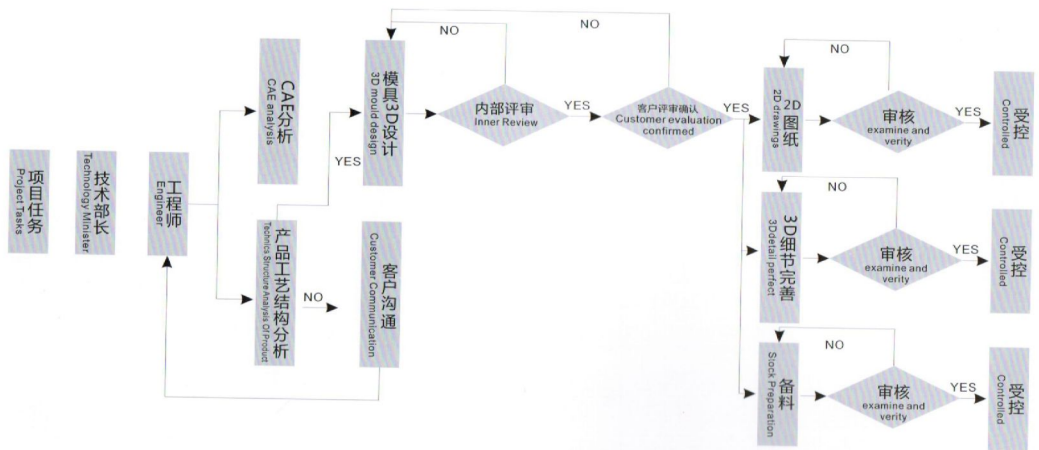 项目任务
Project Tasks
技术部长
Technology Minister
工程师
Engineer
CAE分析
CAE analysis
产品工艺结构分析
Technics Structure Analysis Of Product
YES
NO
模具3D设计
3D mould design
客户沟通
Customer Communication
NO
内部评审
Inner Review
YES
NO
客户评审确认
Customer evaluation
confirmed
YES
2D图纸
2D drawings
NO
审核
examine and
verity
YES
受控
Controlled
3D细节完善
3Ddetail perfect
NO
审核
examine and
verity
YES
受控
Controlled
备料
Slock Preparation
NO
审核
examine and
verity
YES
受控
Controlled